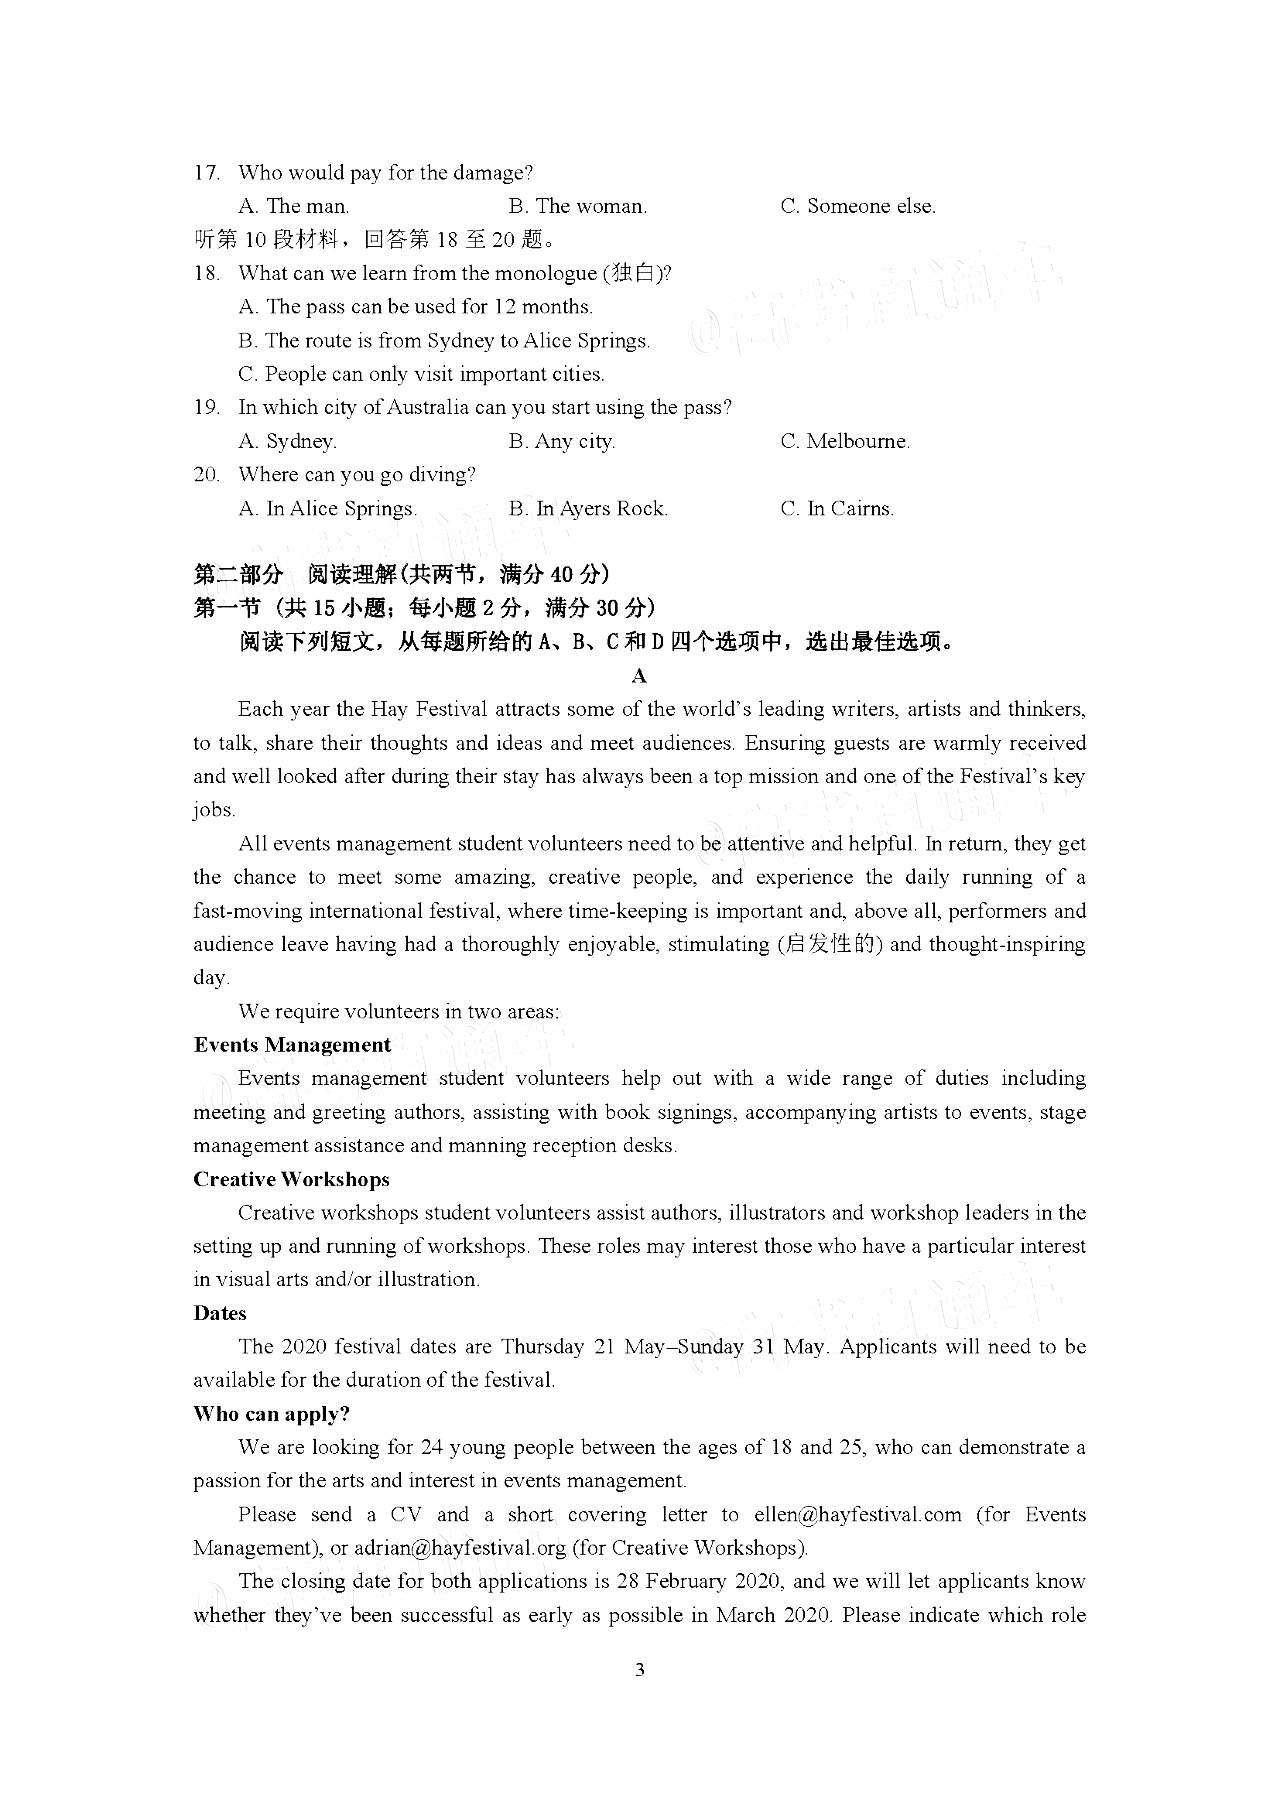 17. Who would pay for the damage?
A. The man. B. The woman. C. Someone else.
听第 10 段材料，回答第 18 至 20 题。
18. What can we learn from the monologue (独白)?
A. The pass can be used for 12 months.
B. The route is from Sydney to Alice Springs.
C. People can only visit important cities.
19. In which city of Australia can you start using the pass?
A. Sydney. B. Any city. C. Melbourne.
20. Where can you go diving?
A. In Alice Springs. B. In Ayers Rock. C. In Cairns.
第二部分 阅读理解(共两节，满分 40 分)
第一节 (共 15 小题；每小题 2 分，满分 30 分)
阅读下列短文，从每题所给的 A、B、C 和 D 四个选项中，选出最佳选项。
A
Each year the Hay Festival attracts some of the world's leading writers, artists and thinkers,
to talk, share their thoughts and ideas and meet audiences. Ensuring guests are warmly received
and well looked after during their stay has always been a top mission and one of the Festival's key
jobs.
All events management student volunteers need to be attentive and helpful. In return, they get
the chance to meet some amazing, creative people, and experience the daily running of a
fast-moving international festival, where time-keeping is important and, above all, performers and
audience leave having had a thoroughly enjoyable, stimulating (启发性的) and thought-inspiring
day.
We require volunteers in two areas:
Events Management
Events management student volunteers help out with a wide range of duties including
meeting and greeting authors, assisting with book signings, accompanying artists to events, stage
management assistance and manning reception desks.
Creative Workshops
Creative workshops student volunteers assist authors, illustrators and workshop leaders in the
setting up and running of workshops. These roles may interest those who have a particular interest
in visual arts and/or illustration.
Dates
The 2020 festival dates are Thursday 21 May–Sunday 31 May. Applicants will need to be
available for the duration of the festival.
Who can apply?
We are looking for 24 young people between the ages of 18 and 25, who can demonstrate a
passion for the arts and interest in events management.
Please send a CV and a short covering letter to ellen@hayfestival.com (for Events
Management), or adrian@hayfestival.org (for Creative Workshops).
The closing date for both applications is 28 February 2020, and we will let applicants know
whether they've been successful as early as possible in March 2020. Please indicate which role
3